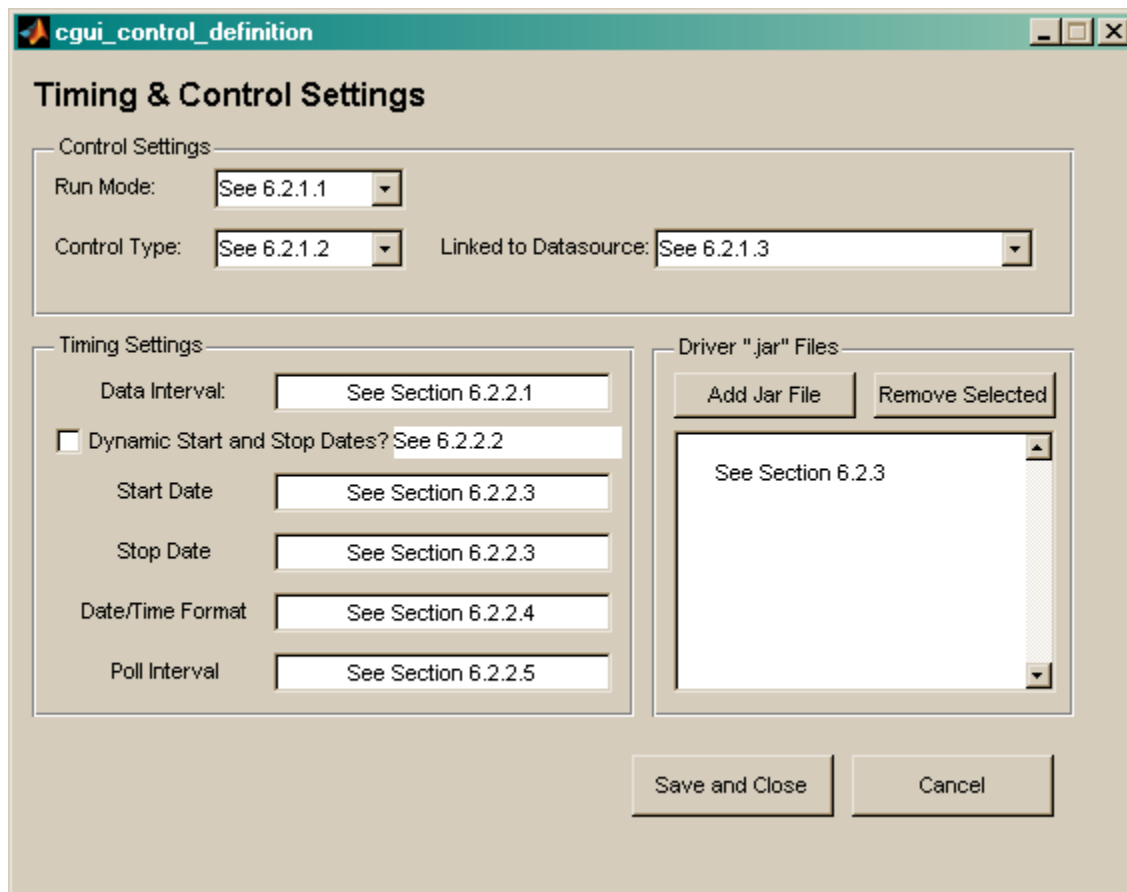 cgui_control_definition
Timing & Control Settings
Control Settings
Run Mode: See 6.2.1.1
Control Type: See 6.2.1.2 Linked to Datasource: See 6.2.1.3
Timing Settings
Data Interval: See Section 6.2.2.1
Dynamic Start and Stop Dates? See 6.2.2.2
Start Date See Section 6.2.2.3
Stop Date See Section 6.2.2.3
Date/Time Format See Section 6.2.2.4
Poll Interval See Section 6.2.2.5
Driver ".jar" Files
Add Jar File Remove Selected
See Section 6.2.3
Save and Close Cancel